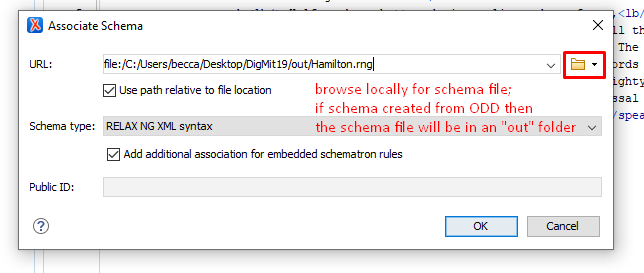 <lb/
ll th
Associate Schema
The
URL: file:/C:/Users/becca/Desktop/DigMit19/out/Hamilton.rng
ords
Use path relative to file location
browse locally for schema file;
ighty
if schema created from ODD then
ssal
Schema type: RELAX NG XML syntax
the schema file will be in an "out" folder
/spea
Add additional association for embedded schematron rules
Public ID:
?
OK Cancel